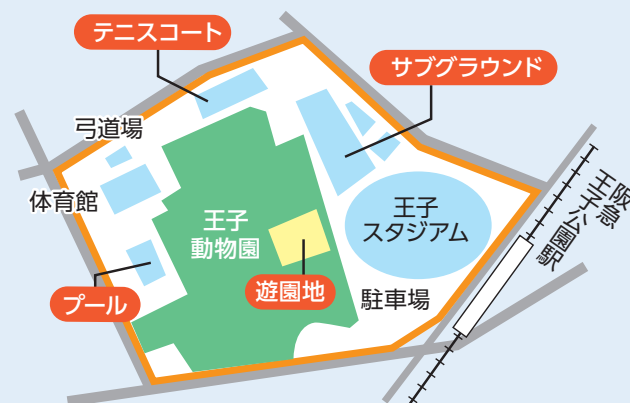 テニスコート
サブグラウンド
弓道場
体育館
王子
動物園
王子
スタジアム
阪急
王子公園駅
プール
遊園地
駐車場